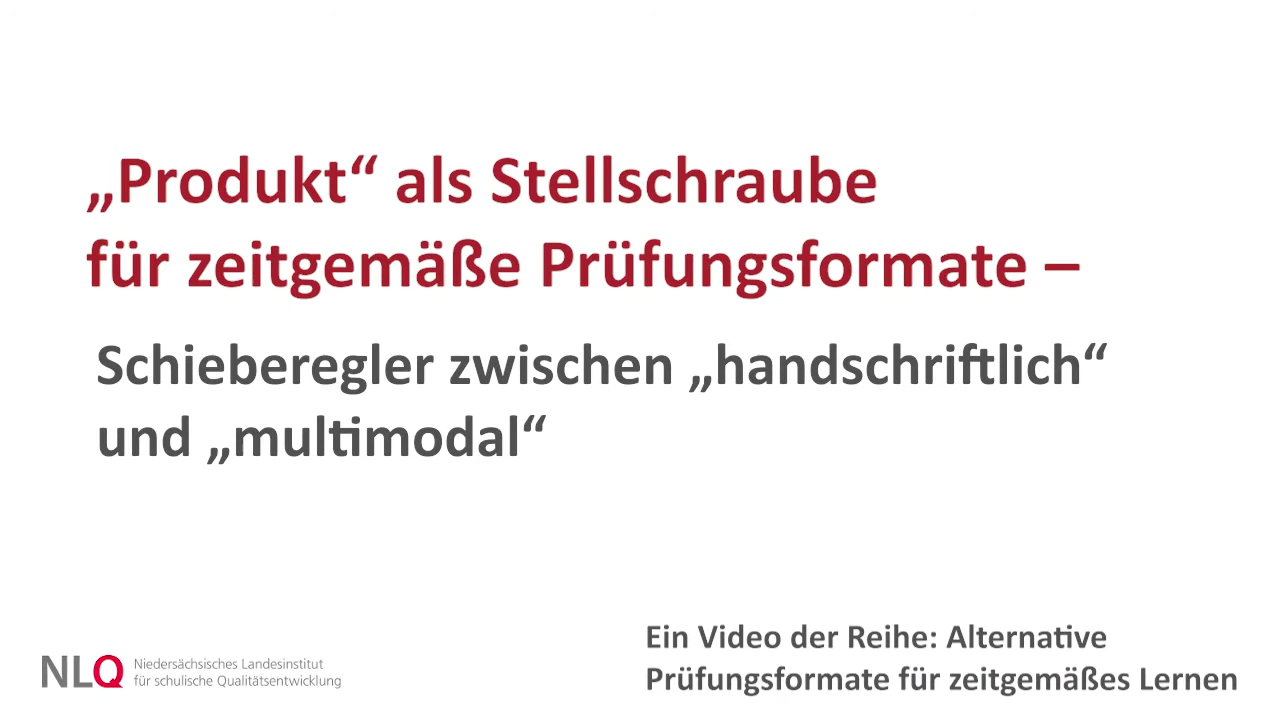 „Produkt“ als Stellschraube
für zeitgemäße Prüfungsformate –
Schieberegler zwischen „handschriftlich“
und „multimodal“
Ein Video der Reihe: Alternative
Prüfungsformate für zeitgemäßes Lernen
NLQ
Niedersächsisches Landesinstitut
für schulische Qualitätsentwicklung